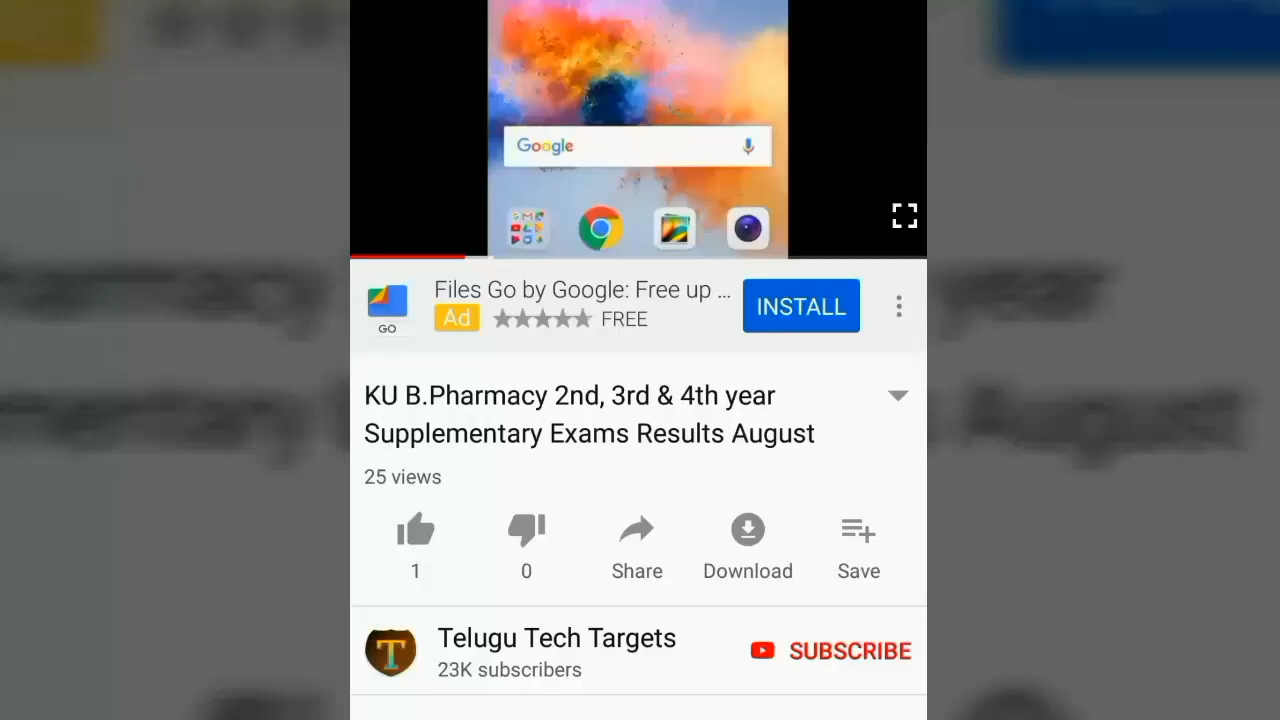 Google
Files Go by Google: Free up ...
Ad FREE
INSTALL
GO
KU B.Pharmacy 2nd, 3rd & 4th year
Supplementary Exams Results August
25 views
1
0
Share
Download
Save
T
Telugu Tech Targets
23K subscribers
SUBSCRIBE